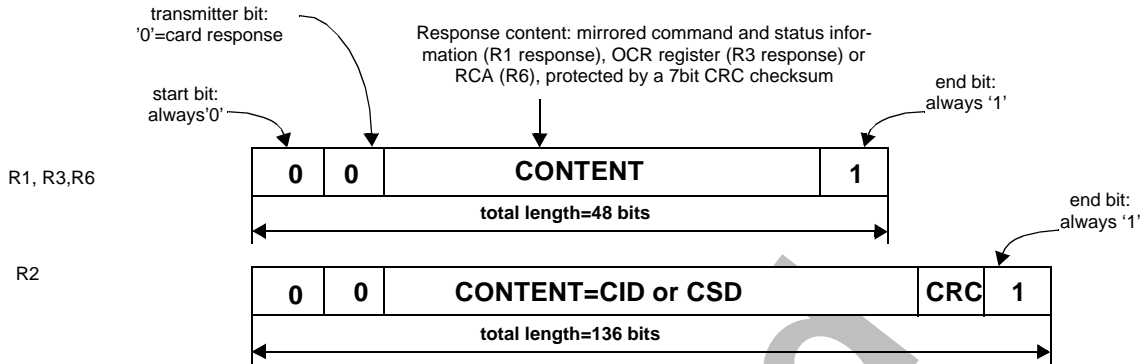 transmitter bit:
'0'=card response
Response content: mirrored command and status infor-
mation (R1 response), OCR register (R3 response) or
RCA (R6), protected by a 7bit CRC checksum
start bit:
always'0'
end bit:
always ‘1’
R1, R3,R6
0 0 CONTENT 1
total length=48 bits
end bit:
always ‘1’
R2
0 0 CONTENT=CID or CSD CRC 1
total length=136 bits